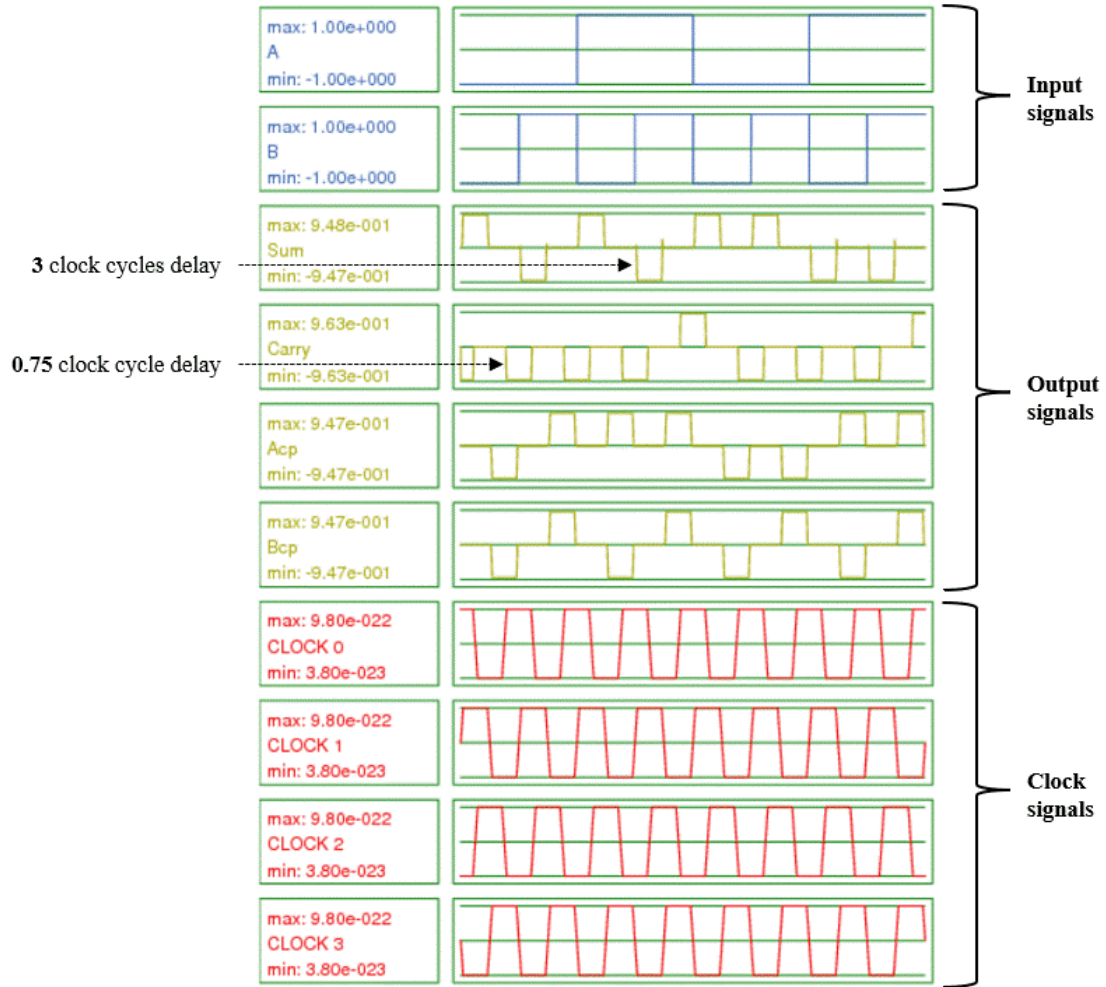 max: 1.00e+000
A
min: -1.00e+000
Input
signals
max: 1.00e+000
B
min: -1.00e+000
max: 9.48e-001
Sum
min: -9.47e-001
3 clock cycles delay
max: 9.63e-001
Carry
min: -9.63e-001
0.75 clock cycle delay
Output
signals
max: 9.47e-001
Acp
min: -9.47e-001
max: 9.47e-001
Bcp
min: -9.47e-001
max: 9.80e-022
CLOCK 0
min: 3.80e-023
max: 9.80e-022
CLOCK 1
min: 3.80e-023
Clock
signals
max: 9.80e-022
CLOCK 2
min: 3.80e-023
max: 9.80e-022
CLOCK 3
min: 3.80e-023